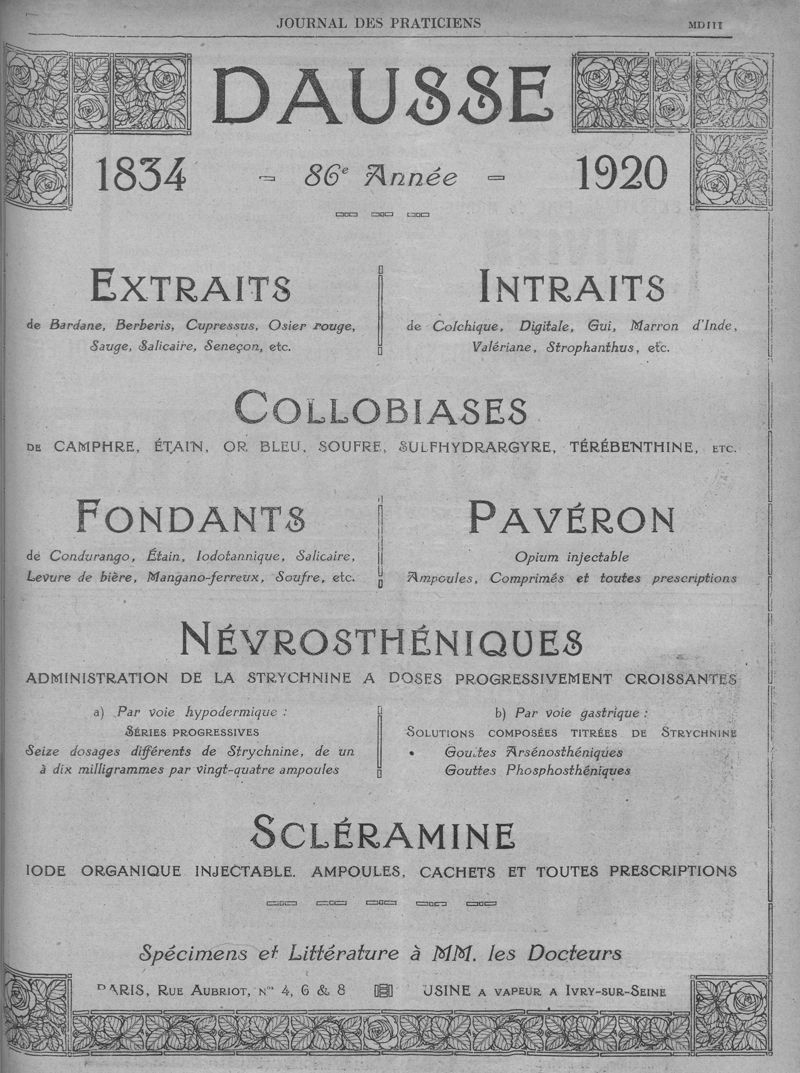 JOURNAL DES PRATICIENS MDIII
DAUSSE
1834 - 86e Année - 1920
EXTRAITS
de Bardane, Berberis, Cupressus, Osier rouge,
Sauge, Salicaire, Seneçon, etc.
INTRAITS
de Colchique, Digitale, Gui, Marron d'Inde,
Valériane, Strophanthus, etc.
COLLOBIASES
DE CAMPHRE, ÉTAIN, OR BLEU, SOUFRE, SULFHYDRARGYRE, TÉRÉBENTHINE, ETC.
FONDANTS
de Condurango, Étain, Iodotannique, Salicaire,
Levure de bière, Mangano-ferreux, Soufre, etc.
PAVÉRON
Opium injectable
Ampoules, Comprimés et toutes prescriptions
NÉVROSTHÉNIQUES
ADMINISTRATION DE LA STRYCHNINE A DOSES PROGRESSIVEMENT CROISSANTES
a) Par voie hypodermique :
SÉRIES PROGRESSIVES
Seize dosages différents de Strychnine, de un
à dix milligrammes par vingt-quatre ampoules
b) Par voie gastrique :
SOLUTIONS COMPOSÉES TITRÉES DE STRYCHNINE
Gouttes Arsénosthéniques
Gouttes Phosphosthéniques
SCLÉRAMINE
IODE ORGANIQUE INJECTABLE. AMPOULES, CACHETS ET TOUTES PRESCRIPTIONS
Spécimens et Littérature à MM. les Docteurs
PARIS, RUE AUBRIOT, Nos 4, 6 & 8 USINE A VAPEUR A IVRY-SUR-SEINE